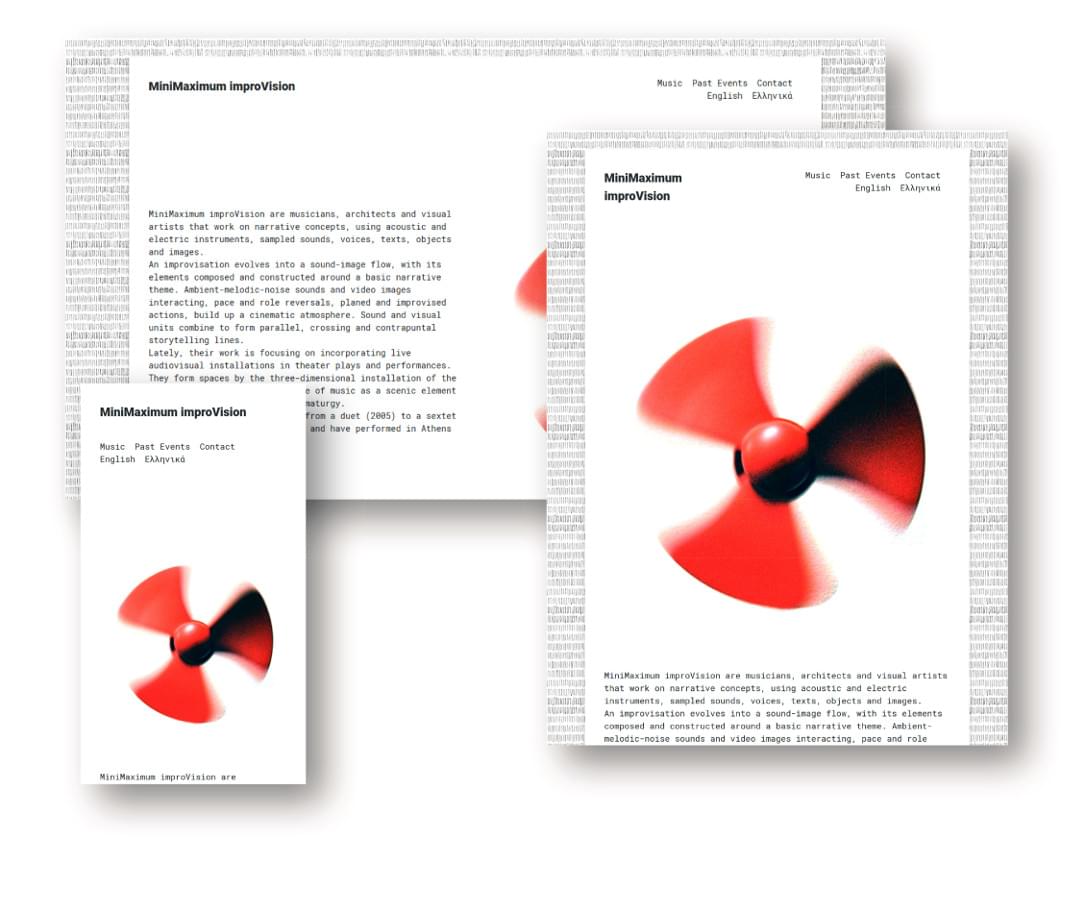 MiniMaximum improVision
Music Past Events Contact
English Ελληνικά
MiniMaximum improVision are musicians, architects and visual
artists that work on narrative concepts, using acoustic and
electric instruments, sampled sounds, voices, texts, objects
and images.
An improvisation evolves into a sound-image flow, with its
elements composed and constructed around a basic narrative
theme. Ambient-melodic-noise sounds and video images
interacting, pace and role reversals, planed and improvised
actions, build up a cinematic atmosphere. Sound and visual
units combine to form parallel, crossing and contrapuntal
storytelling lines.
Lately, their work is focusing on incorporating live
audiovisual installations in theater plays and performances.
They form spaces by the three-dimensional installation of the
of music as a scenic element
from a duet (2005) to a sextet
and have performed in Athens
MiniMaximum
improVision
Music Past Events Contact
English Ελληνικά
MiniMaximum improVision are musicians, architects and visual artists
that work on narrative concepts, using acoustic and electric
instruments, sampled sounds, voices, texts, objects and images.
An improvisation evolves into a sound-image flow, with its elements
composed and constructed around a basic narrative theme. Ambient-
melodic-noise sounds and video images interacting, pace and role
MiniMaximum improVision
Music Past Events Contact
English Ελληνικά
MiniMaximum improVision are